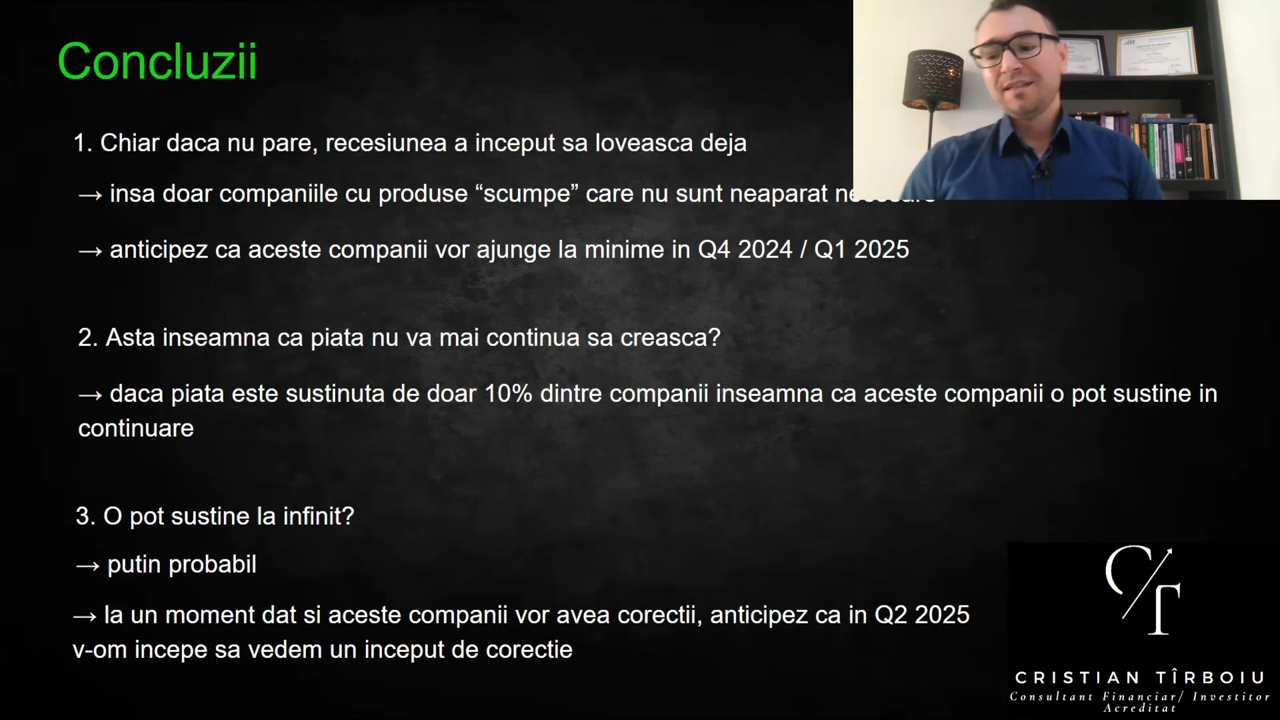 Concluzii
1. Chiar daca nu pare, recesiunea a inceput sa loveasca deja
→ insa doar companiile cu produse “scumpe” care nu sunt neaparat
→ anticipez ca aceste companii vor ajunge la minime in Q4 2024 / Q1 2025
2. Asta inseamna ca piata nu va mai continua sa creasca?
→ daca piata este sustinuta de doar 10% dintre companii inseamna ca aceste companii o pot sustine in
continuare
3. O pot sustine la infinit?
→ putin probabil
→ la un moment dat si aceste companii vor avea corectii, anticipez ca in Q2 2025
v-om incepe sa vedem un inceput de corectie
CT
CRISTIAN TÎRBOIU
Consultant Financiar/ Investitor
Acreditat